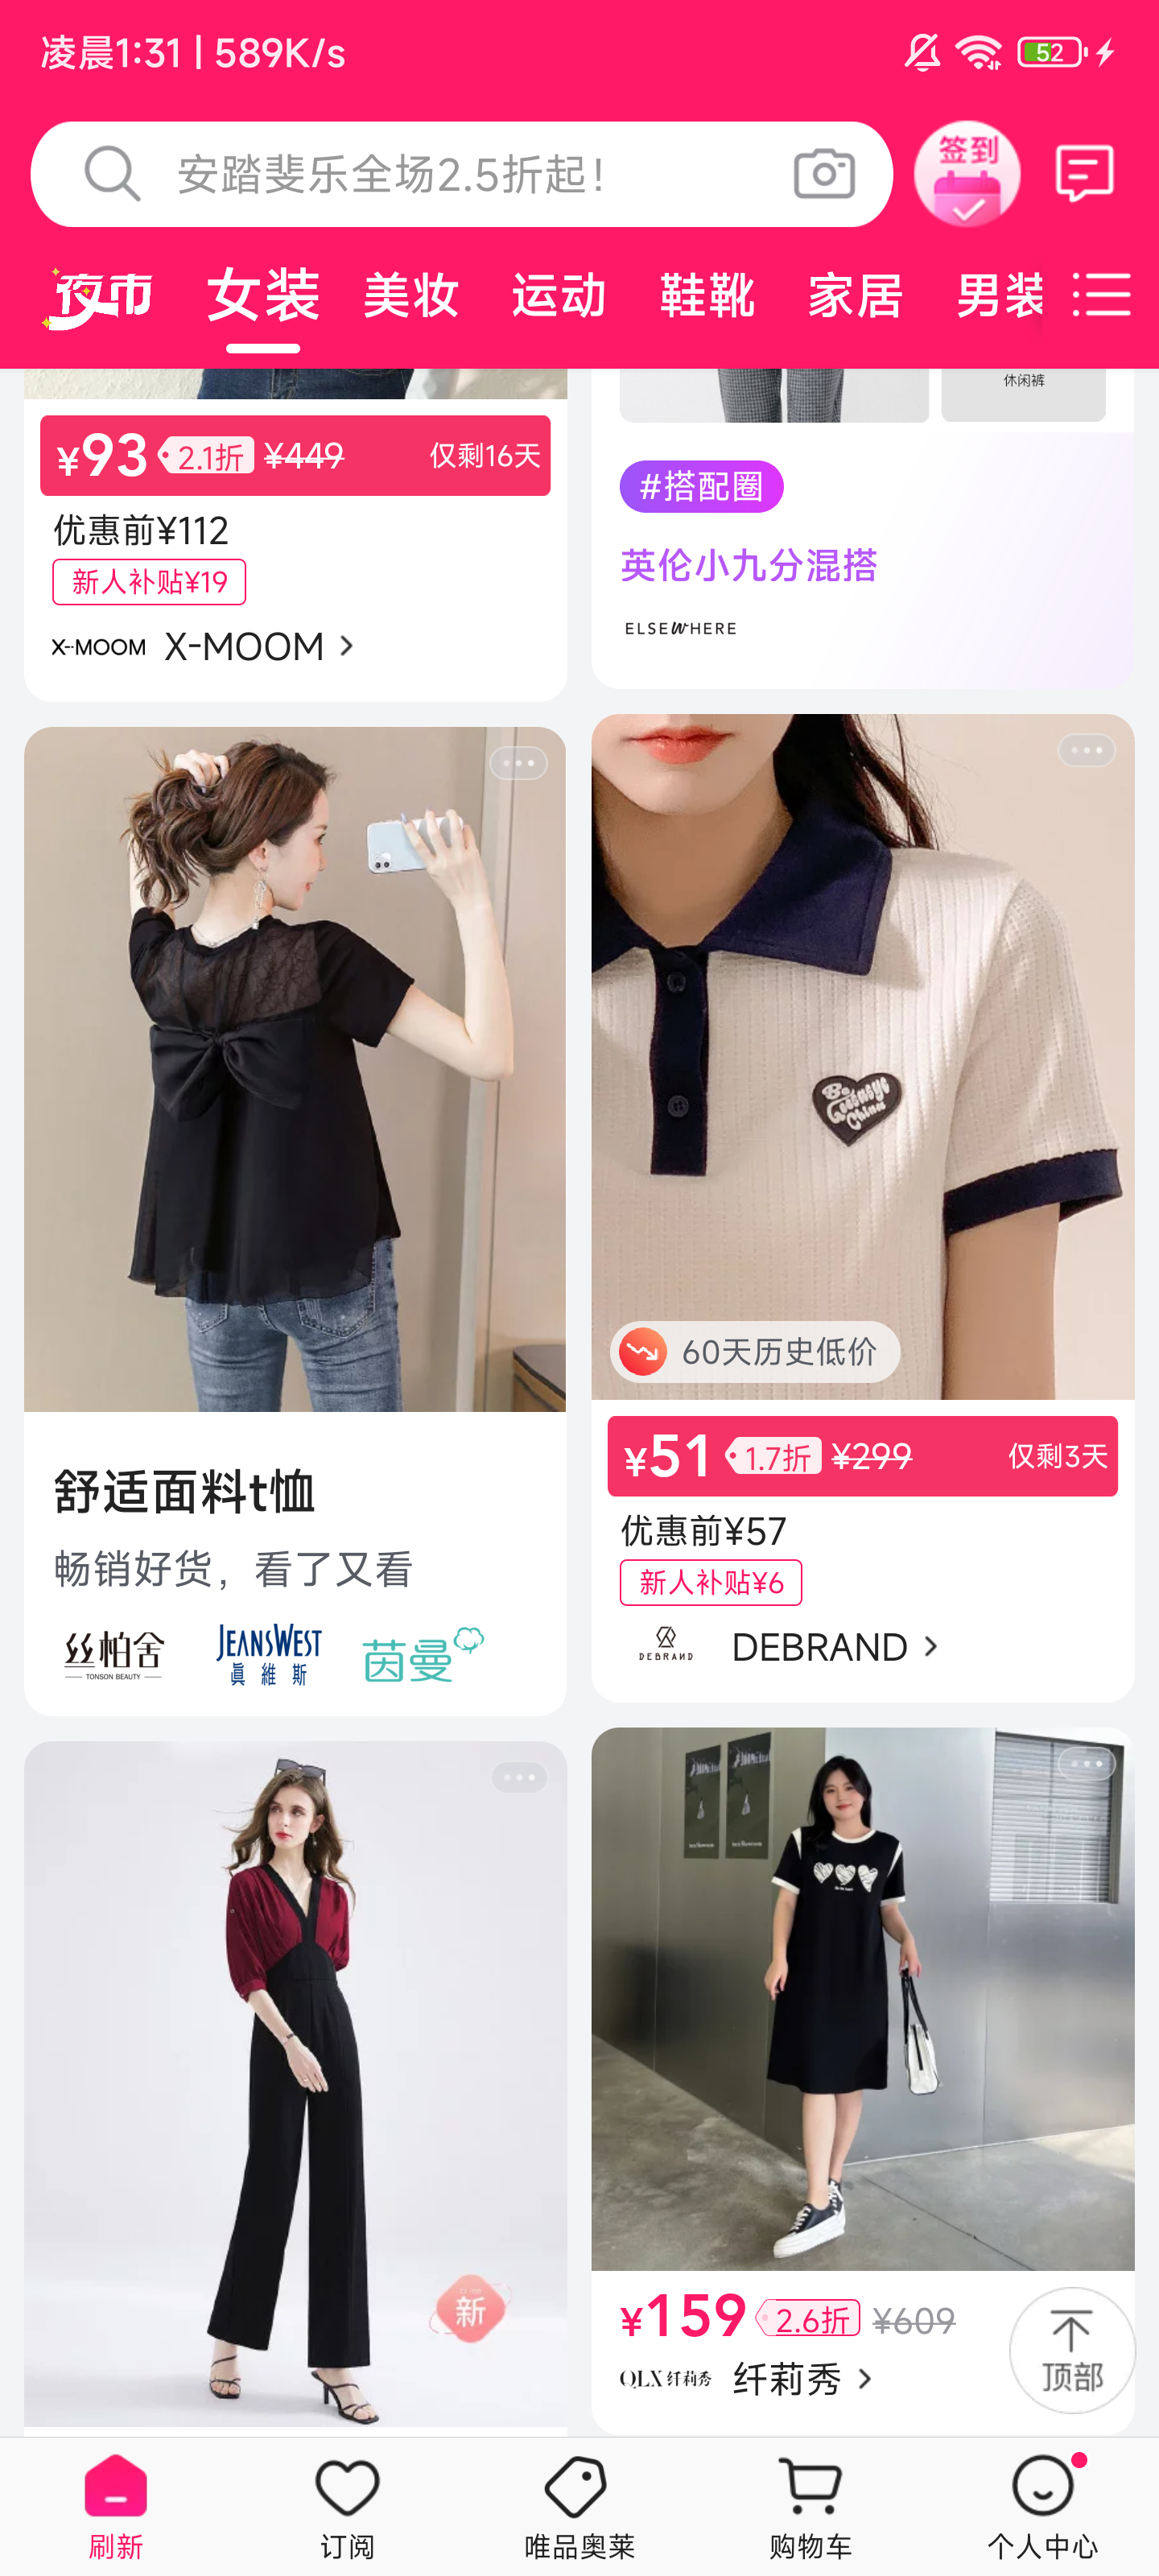 凌晨1:31 | 589K/s
52
安踏斐乐全场2.5折起！
签到
夜市
女装
美妆
运动
鞋靴
家居
男装
¥93
2.1折
¥449
仅剩16天
优惠前¥112
新人补贴¥19
X-MOOM
X-MOOM
休闲裤
#搭配圈
英伦小九分混搭
ELSEWHERE
舒适面料t恤
畅销好货，看了又看
丝柏舍
TONSON BEAUTY
JEANSWEST
真維斯
茵曼
China
60天历史低价
¥51
1.7折
¥299
仅剩3天
优惠前¥57
新人补贴¥6
DEBRAND
DEBRAND
新
¥159
2.6折
¥609
QLX 纤莉秀
纤莉秀
顶部
刷新
订阅
唯品奥莱
购物车
个人中心